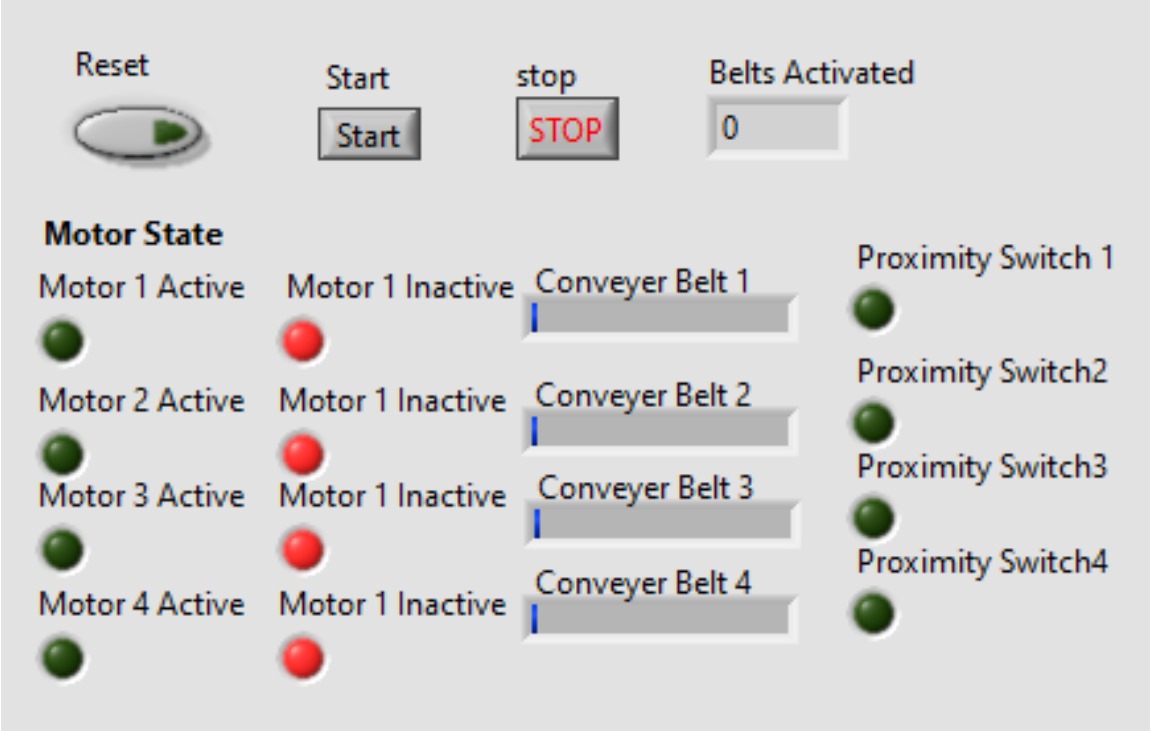 Reset
Start
stop
Belts Activated
Start
STOP
0
Motor State
Motor 1 Active
Motor 1 Inactive
Conveyer Belt 1
Proximity Switch 1
Motor 2 Active
Motor 1 Inactive
Conveyer Belt 2
Proximity Switch2
Motor 3 Active
Motor 1 Inactive
Conveyer Belt 3
Proximity Switch3
Motor 4 Active
Motor 1 Inactive
Conveyer Belt 4
Proximity Switch4